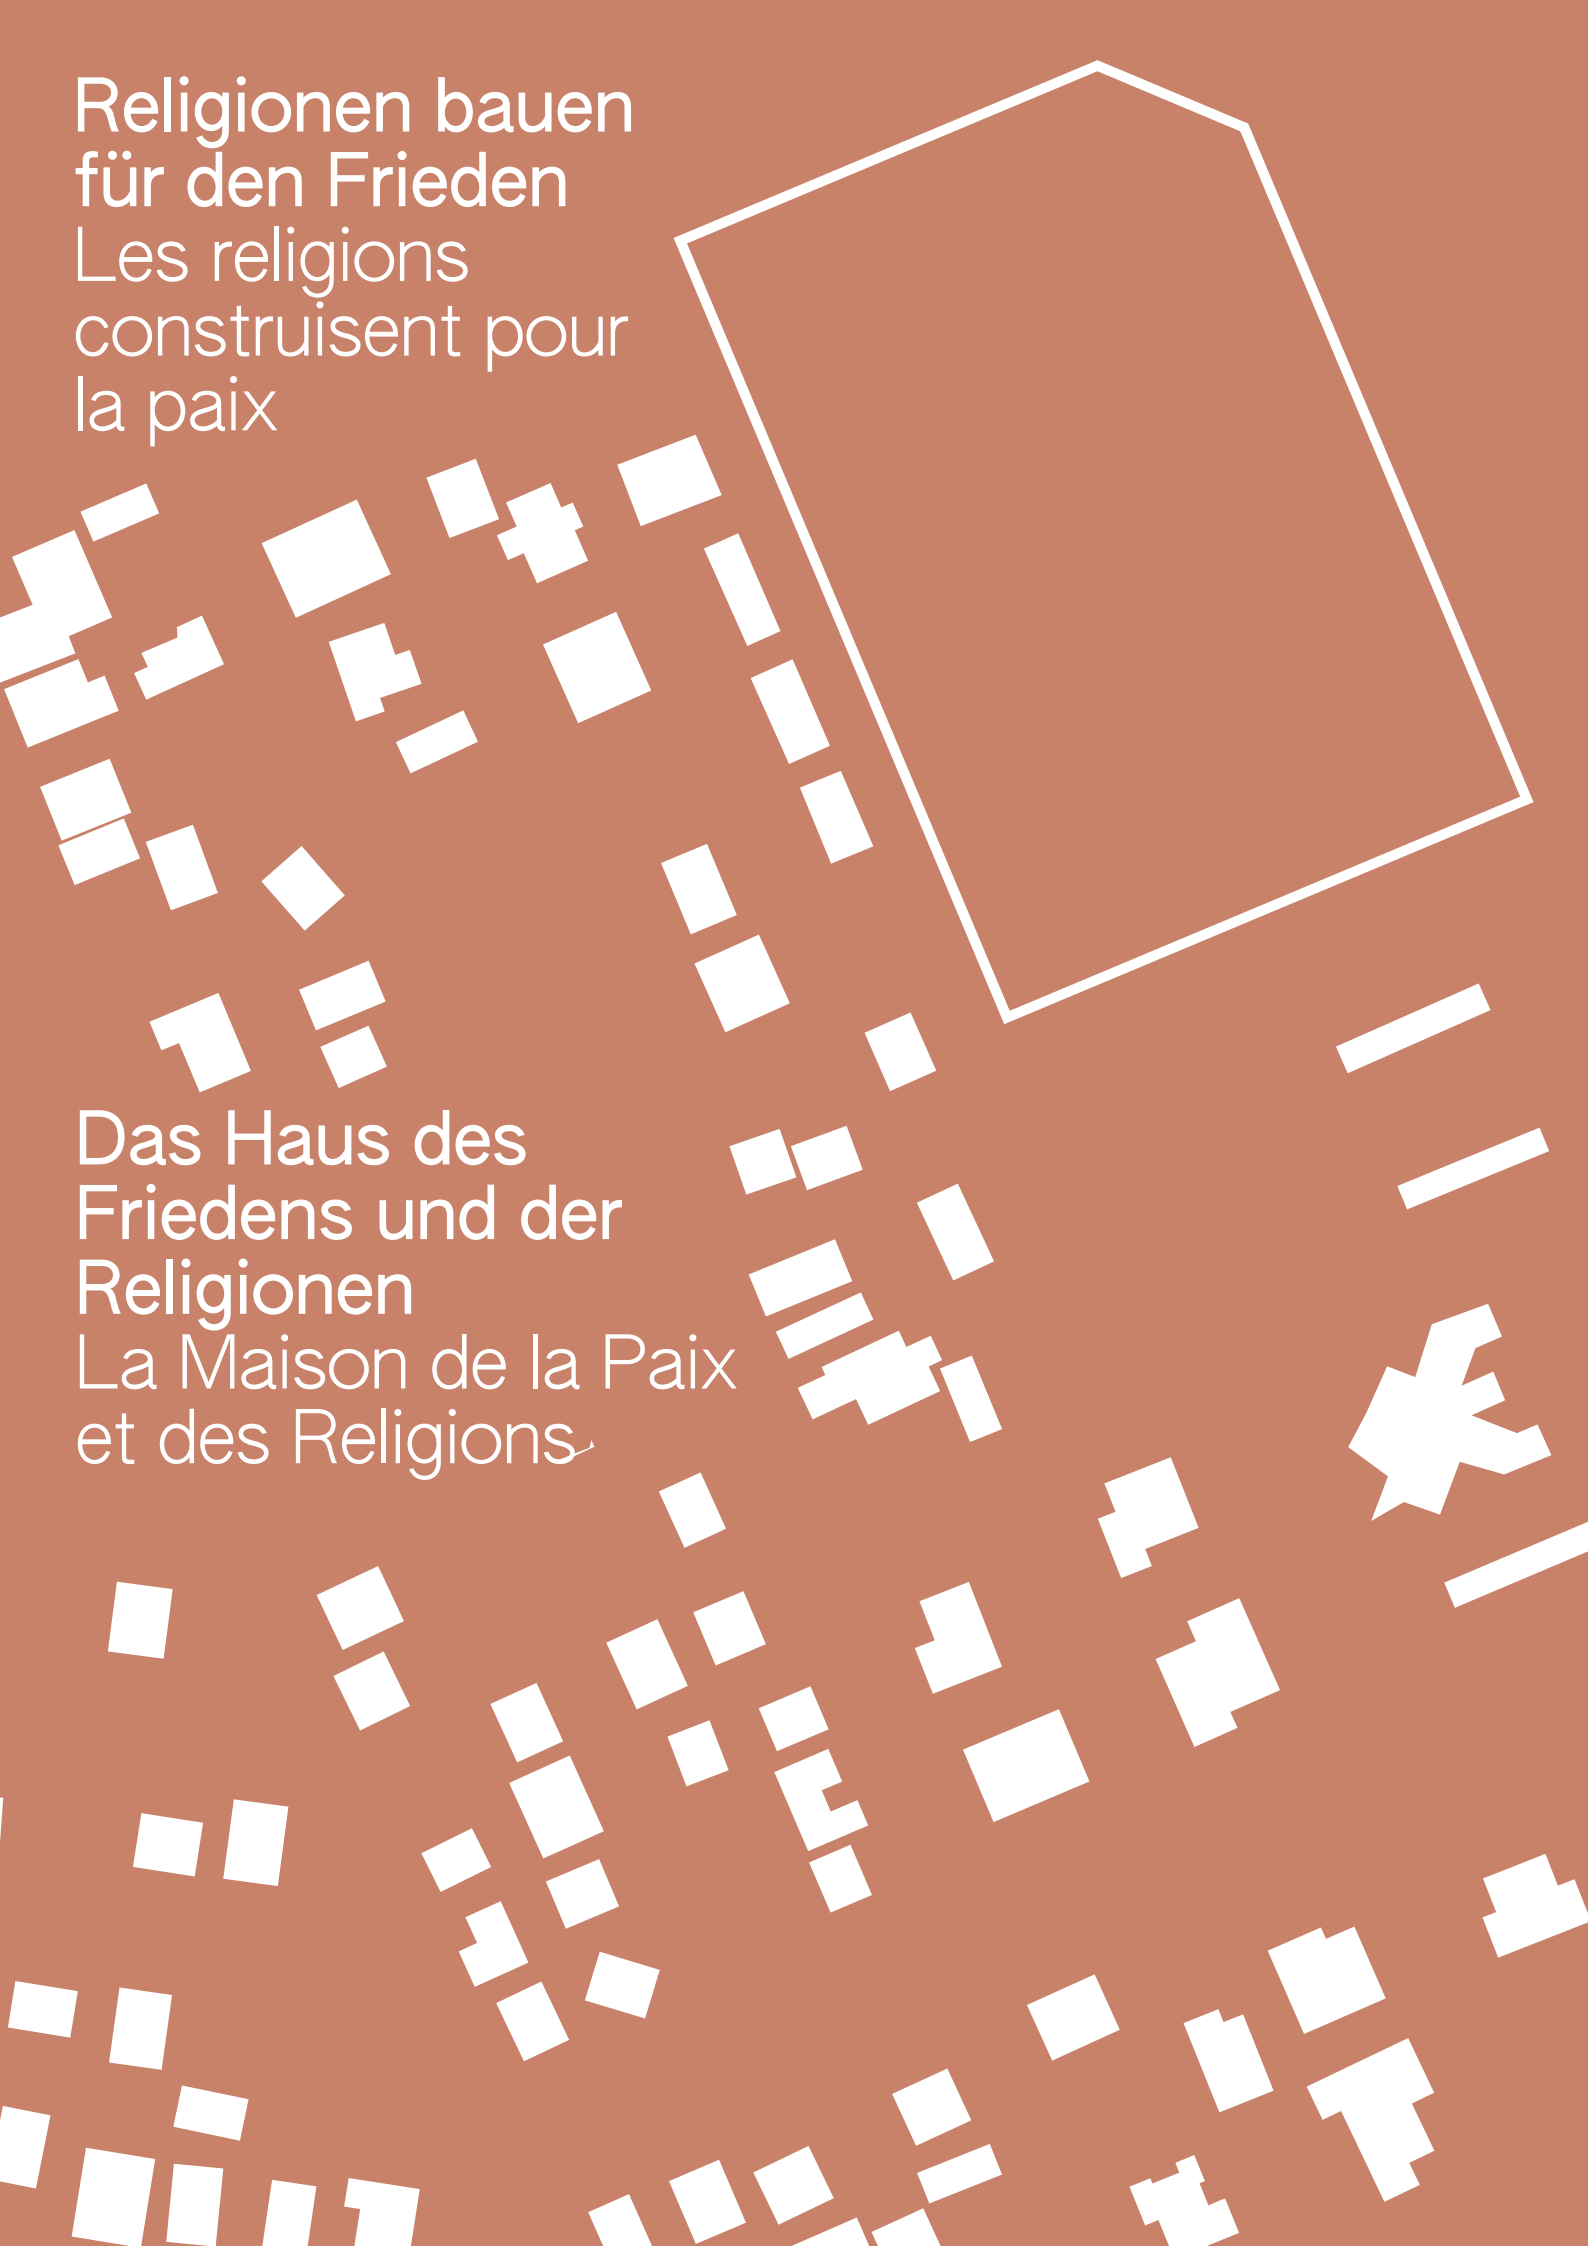 Religionen bauen
für den Frieden
Les religions
construisent pour
la paix
Das Haus des
Friedens und der
Religionen
La Maison de la Paix
et des Religions